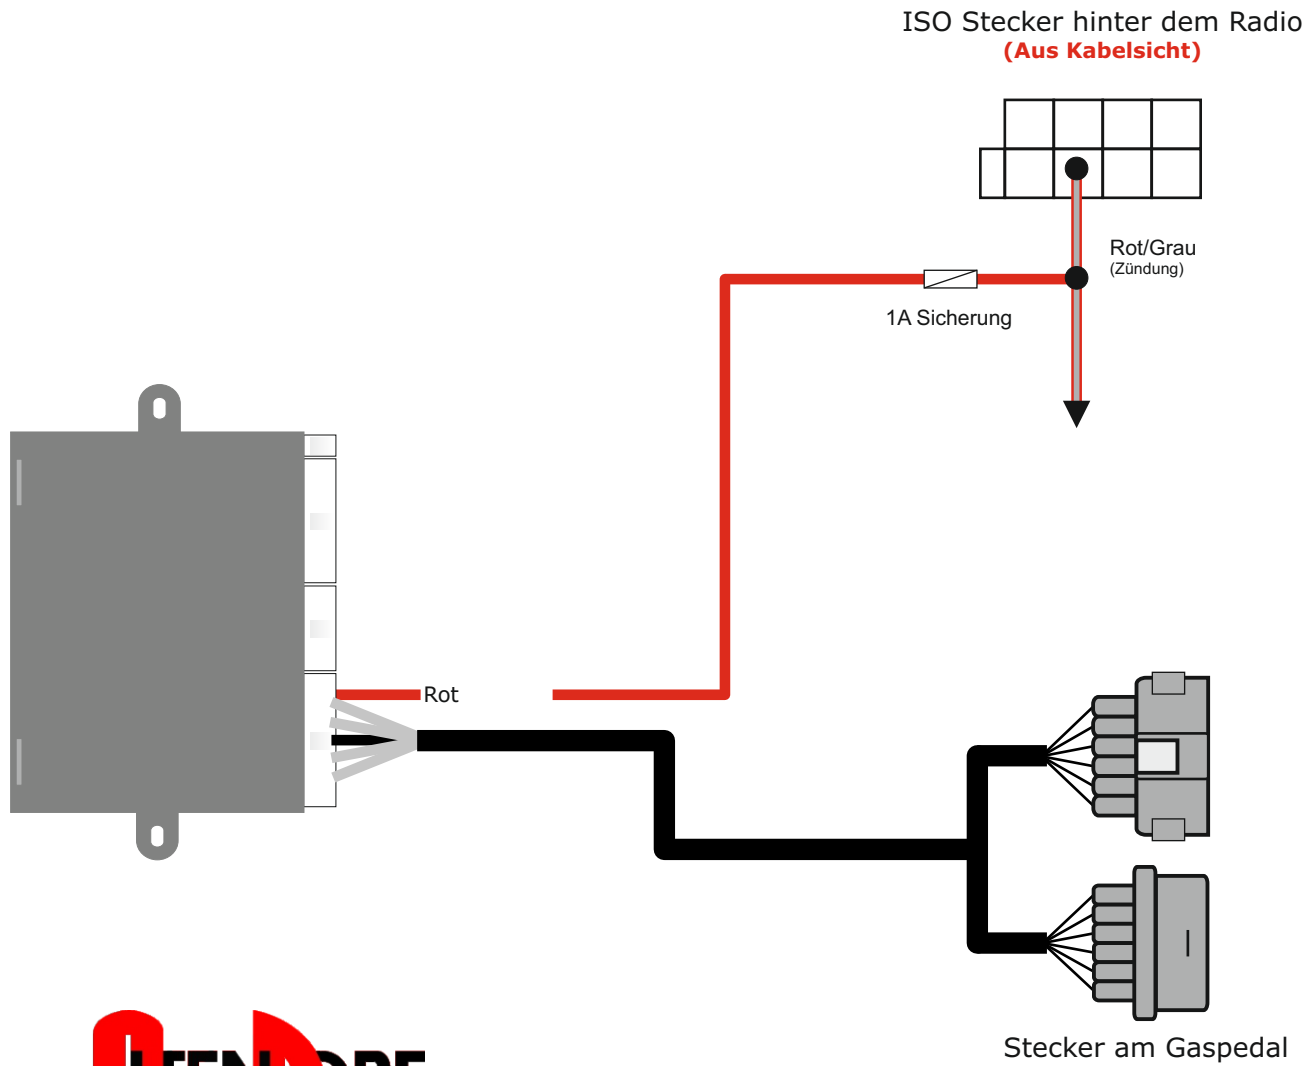 ISO Stecker hinter dem Radio
(Aus Kabelsicht)
Rot/Grau
(Zündung)
1A Sicherung
Rot
Stecker am Gaspedal